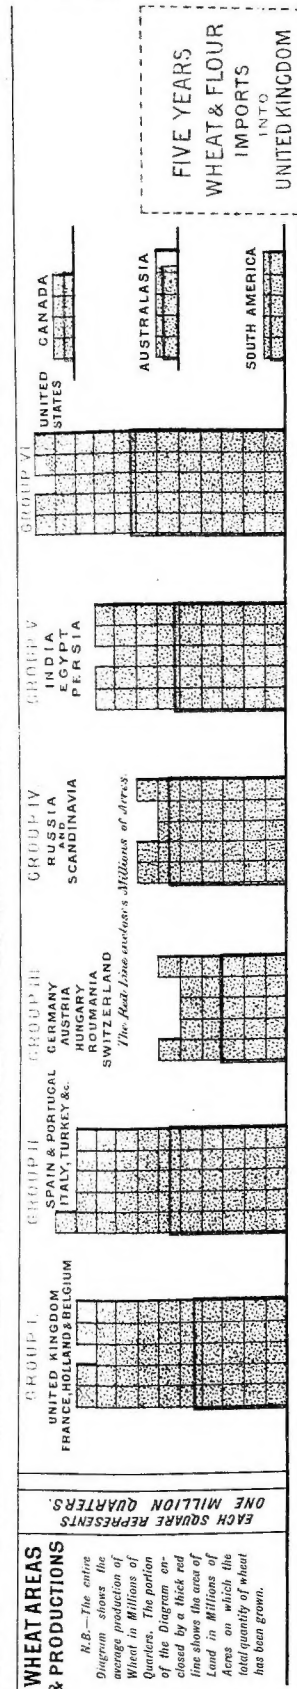 WHEAT AREAS
& PRODUCTIONS
N.B.—The entire
Diagram shows the
average production of
Wheat in Millions of
Quarters. The portion
of the Diagram en-
closed by a thick red
line shows the area of
Land in Millions of
Acres on which the
total quantity of wheat
has been grown.
EACH SQUARE REPRESENTS
ONE MILLION QUARTERS.
GROUP I
UNITED KINGDOM
FRANCE, HOLLAND & BELGIUM
GROUP II
SPAIN & PORTUGAL
ITALY, TURKEY &c.
GROUP III
GERMANY
AUSTRIA
HUNGARY
ROUMANIA
SWITZERLAND
The Red Line encloses Millions of Acres.
GROUP IV
RUSSIA
AND
SCANDINAVIA
GROUP V
INDIA
EGYPT
PERSIA
GROUP VI
UNITED
STATES
CANADA
AUSTRALASIA
SOUTH AMERICA
FIVE YEARS
WHEAT & FLOUR
IMPORTS
INTO
UNITED KINGDOM